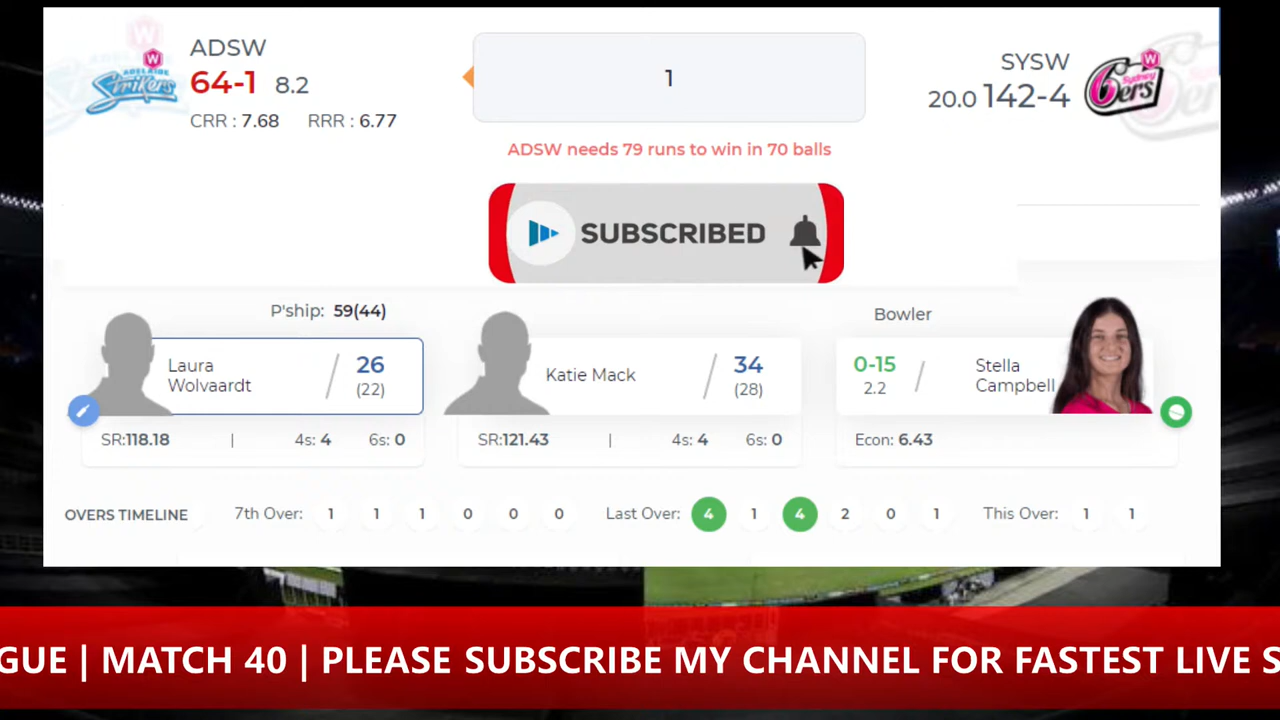 ADSW
64-1 8.2
CRR : 7.68 RRR : 6.77
W
ADELAIDE
Strikers
1
ADSW needs 79 runs to win in 70 balls
SYSW
20.0 142-4
W
Sydney
6ers
SUBSCRIBED
P'ship: 59(44)
Laura
Wolvaardt
26
(22)
SR:118.18 | 4s: 4 6s: 0
Katie Mack
34
(28)
SR:121.43 | 4s: 4 6s: 0
Bowler
0-15
2.2
Stella
Campbell
Econ: 6.43
OVERS TIMELINE 7th Over: 1 1 1 0 0 0 Last Over: 4 1 4 2 0 1 This Over: 1 1
GUE | MATCH 40 | PLEASE SUBSCRIBE MY CHANNEL FOR FASTEST LIVE S